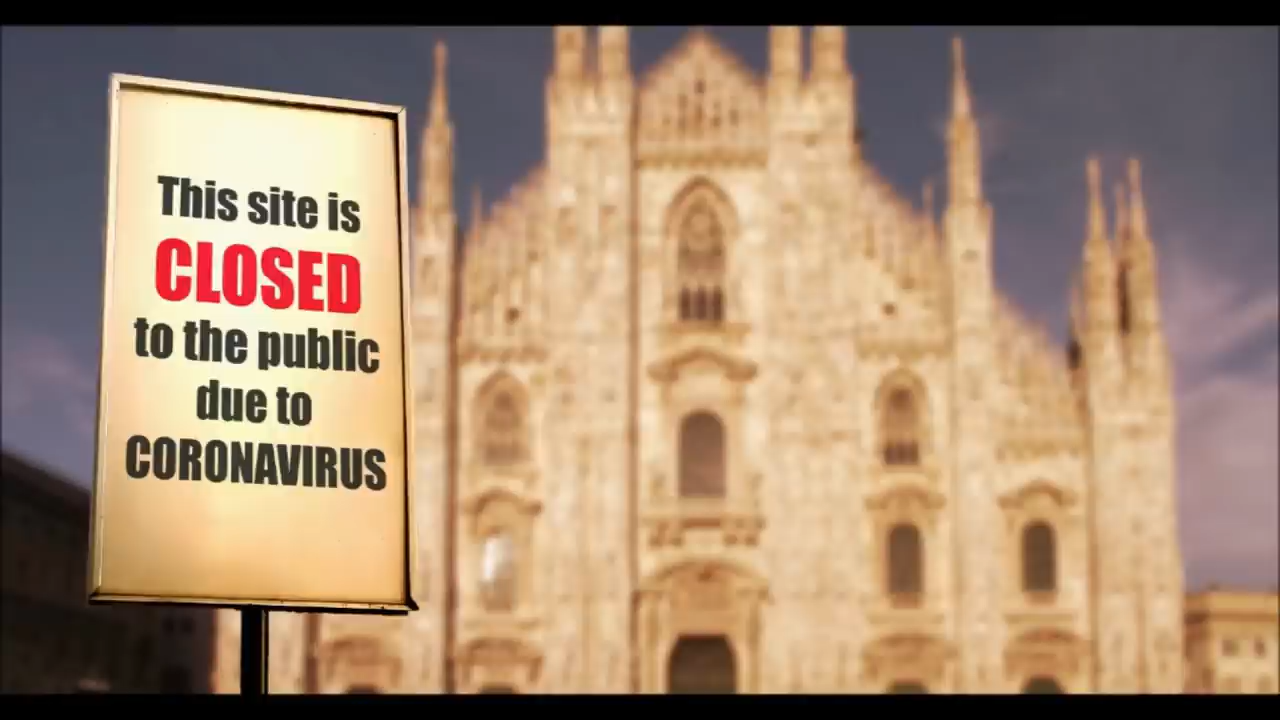 This site is
CLOSED
to the public
due to
CORONAVIRUS